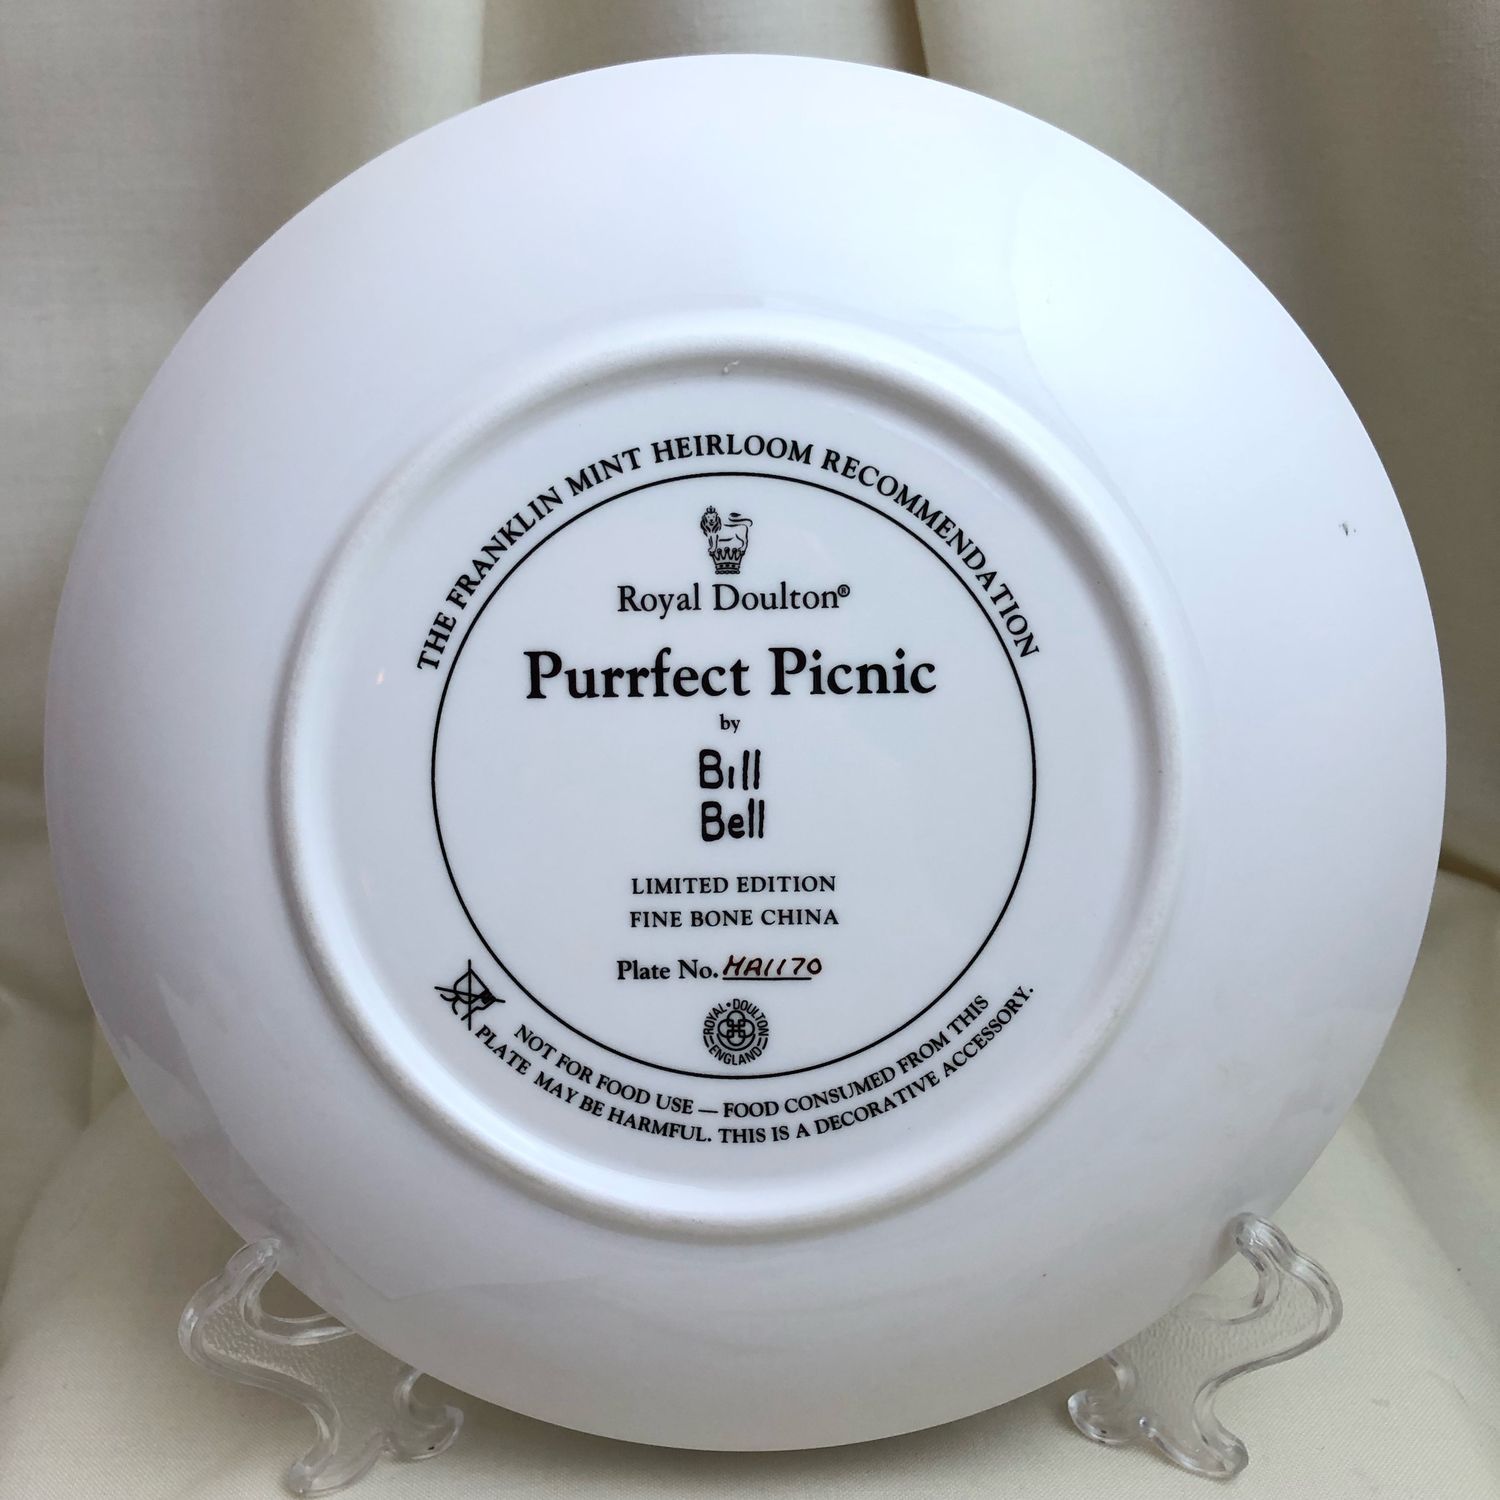 THE FRANKLIN MINT HEIRLOOM RECOMMENDATION
Royal Doulton®
Purrfect Picnic
by
Bill
Bell
LIMITED EDITION
FINE BONE CHINA
Plate No. HA1170
ROYAL · DOULTON
ENGLAND
NOT FOR FOOD USE — FOOD CONSUMED FROM THIS
PLATE MAY BE HARMFUL. THIS IS A DECORATIVE ACCESSORY.